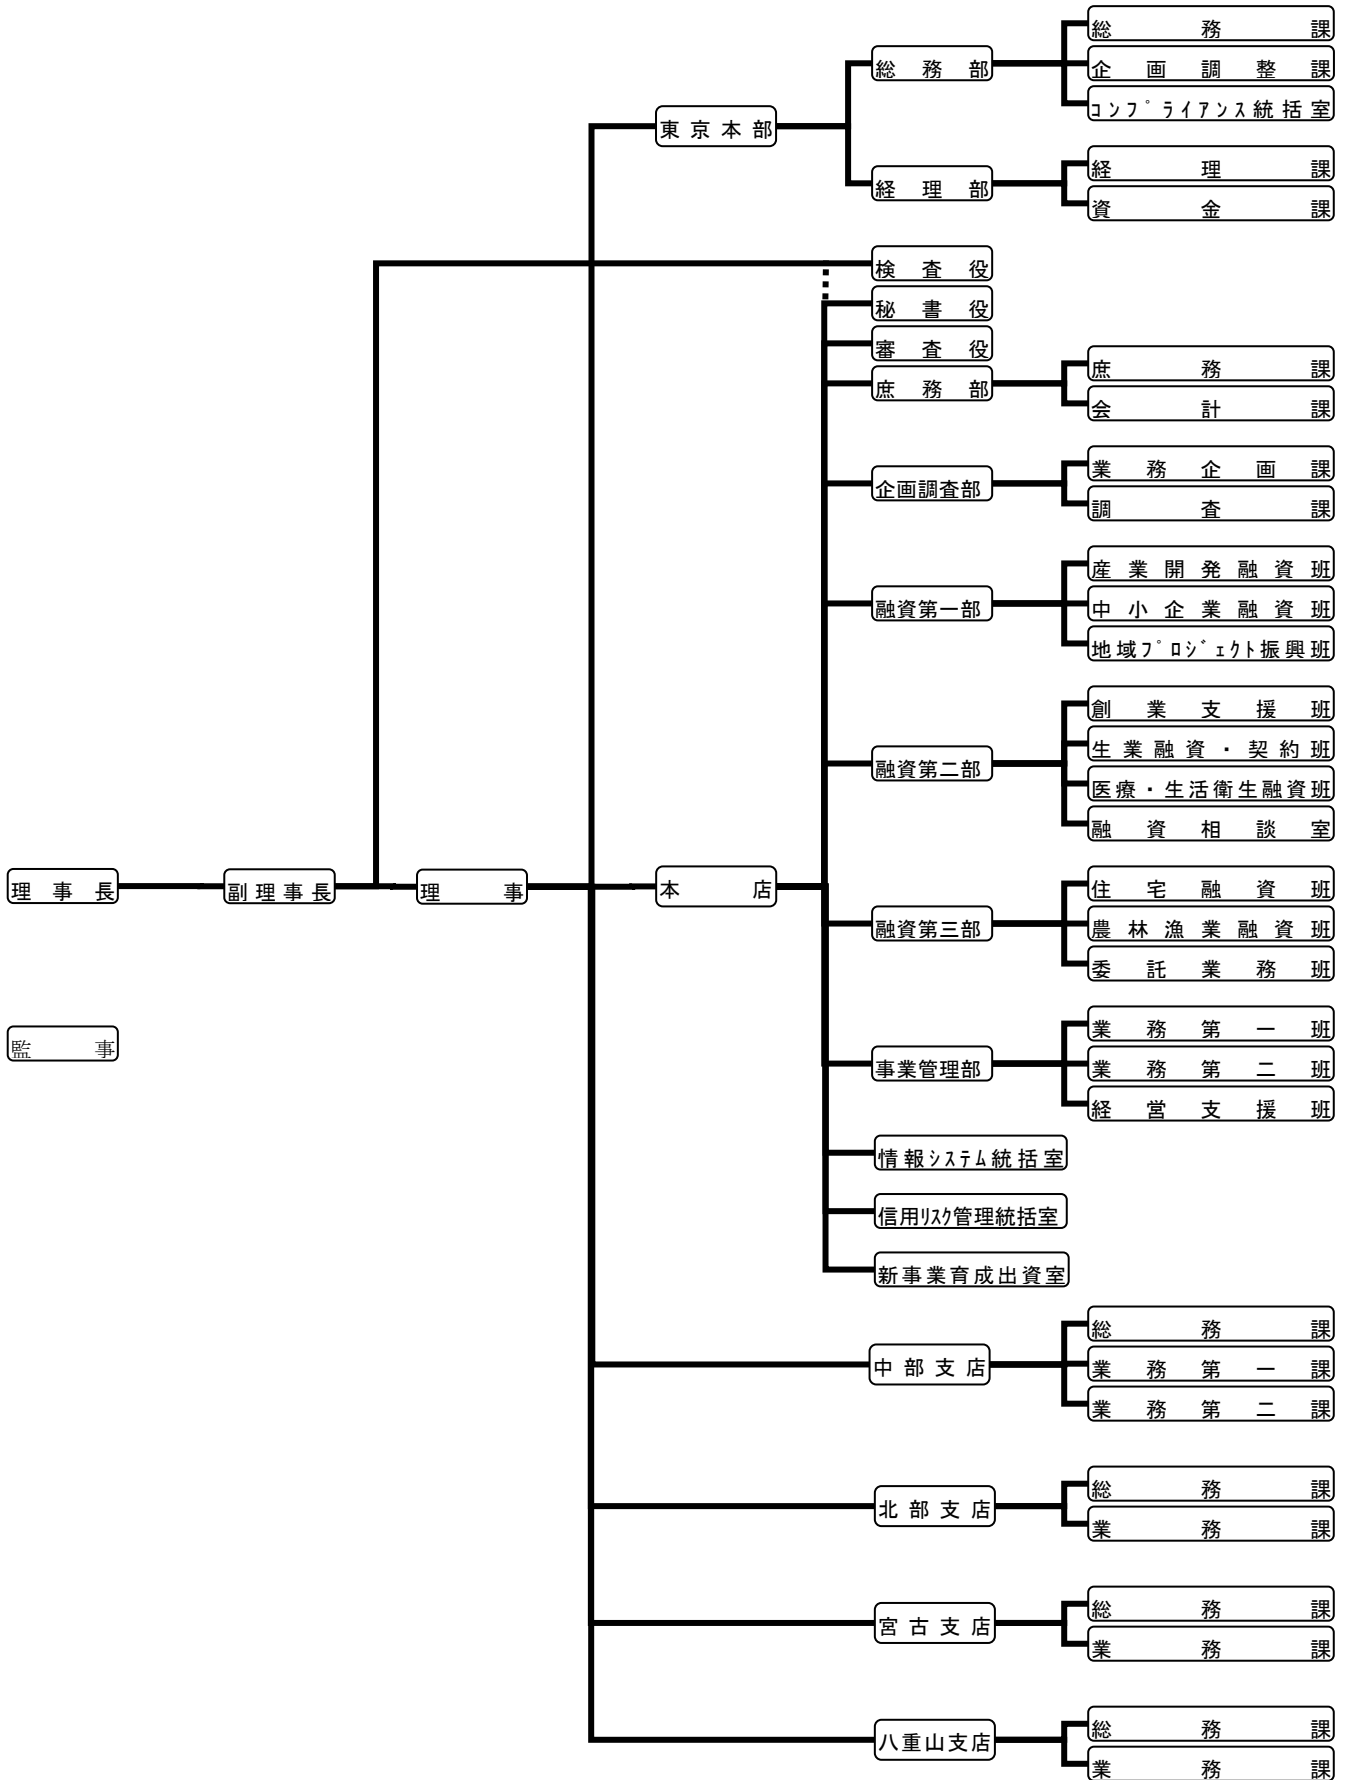 総務課
総務部
企画調整課
コンプライアンス統括室
東京本部
経理課
経理部
資金課
検査役
秘書役
審査役
庶務課
庶務部
会計課
業務企画課
企画調査部
調査課
産業開発融資班
融資第一部
中小企業融資班
地域プロジェクト振興班
創業支援班
生業融資・契約班
融資第二部
医療・生活衛生融資班
融資相談室
理事長
副理事長
理事
本店
住宅融資班
融資第三部
農林漁業融資班
委託業務班
監事
業務第一班
事業管理部
業務第二班
経営支援班
情報システム統括室
信用リスク管理統括室
新事業育成出資室
総務課
中部支店
業務第一課
業務第二課
総務課
北部支店
業務課
総務課
宮古支店
業務課
総務課
八重山支店
業務課